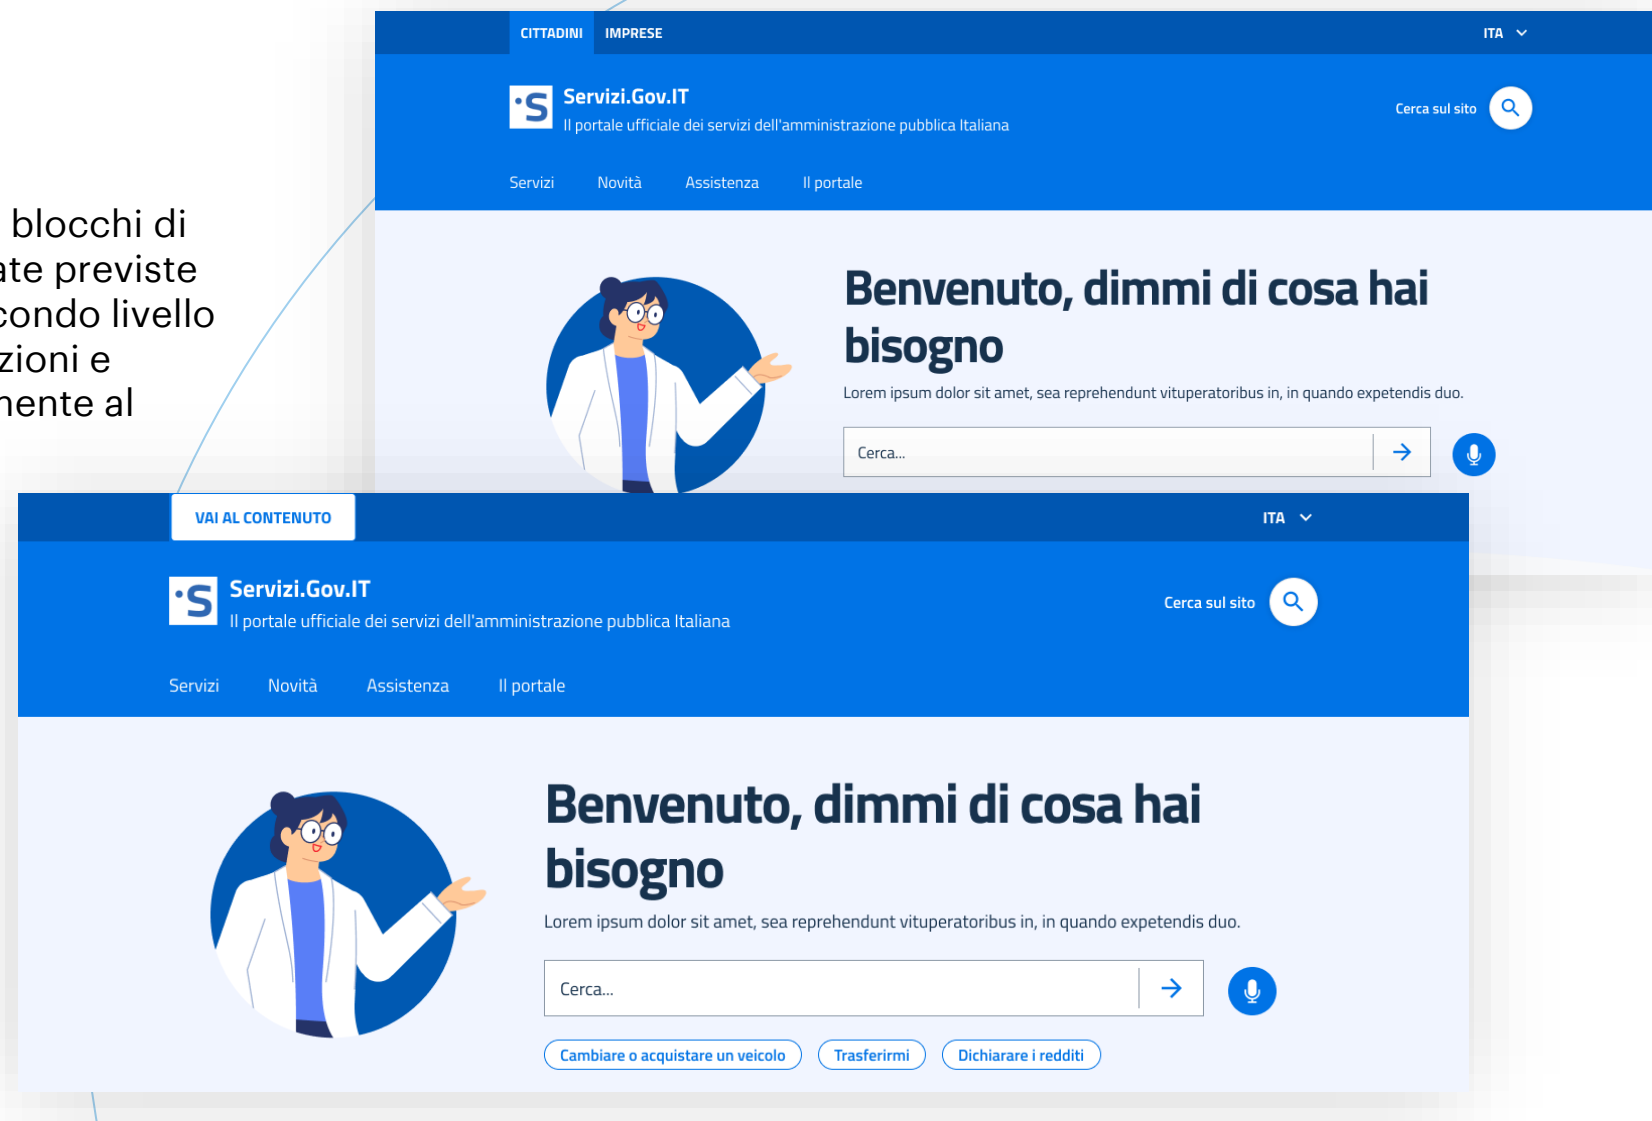 blocchi di
ate previste
condo livello
zioni e
nente al
CITTADINI IMPRESE ITA
Servizi.Gov.IT
Il portale ufficiale dei servizi dell'amministrazione pubblica Italiana
Cerca sul sito
Servizi Novità Assistenza Il portale
Benvenuto, dimmi di cosa hai
bisogno
Lorem ipsum dolor sit amet, sea reprehendunt vituperatoribus in, in quando expetendis duo.
Cerca...
VAI AL CONTENUTO ITA
Servizi.Gov.IT
Il portale ufficiale dei servizi dell'amministrazione pubblica Italiana
Cerca sul sito
Servizi Novità Assistenza Il portale
Benvenuto, dimmi di cosa hai
bisogno
Lorem ipsum dolor sit amet, sea reprehendunt vituperatoribus in, in quando expetendis duo.
Cerca...
Cambiare o acquistare un veicolo Trasferirmi Dichiarare i redditi